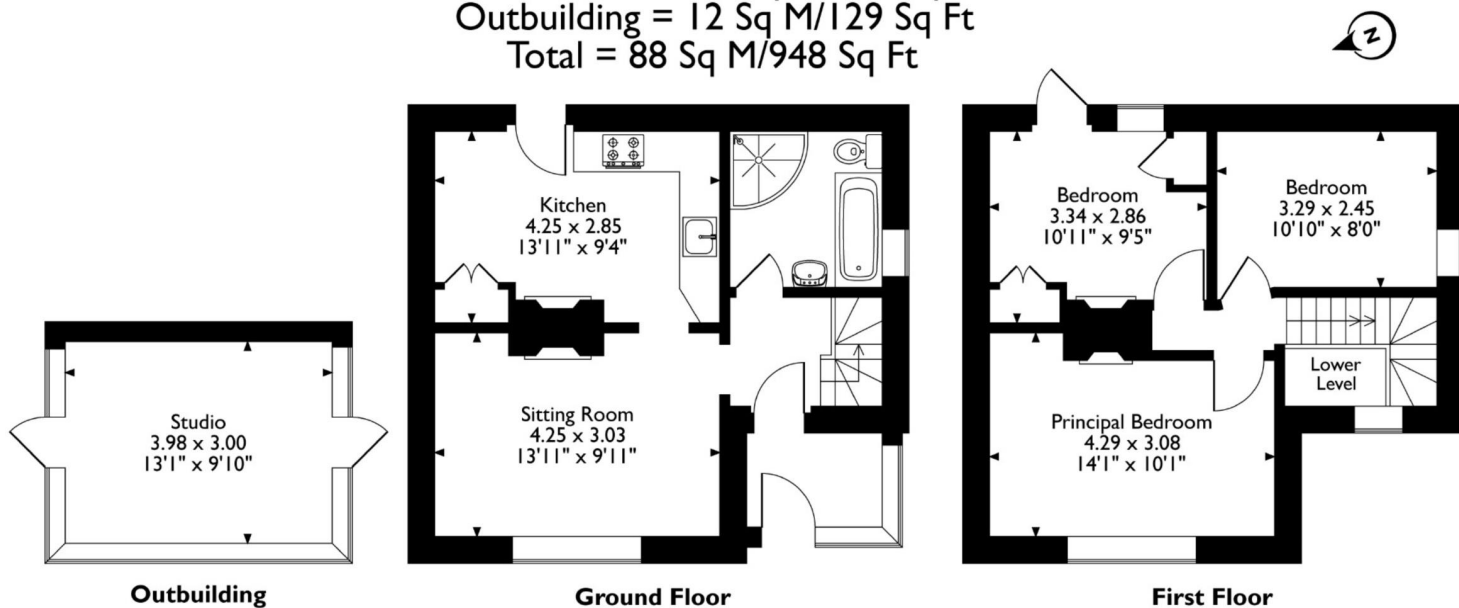 Outbuilding = 12 Sq M/129 Sq Ft
Total = 88 Sq M/948 Sq Ft
N
Studio
3.98 x 3.00
13'1" x 9'10"
Outbuilding
Kitchen
4.25 x 2.85
13'11" x 9'4"
Sitting Room
4.25 x 3.03
13'11" x 9'11"
Ground Floor
Bedroom
3.34 x 2.86
10'11" x 9'5"
Bedroom
3.29 x 2.45
10'10" x 8'0"
Lower
Level
Principal Bedroom
4.29 x 3.08
14'1" x 10'1"
First Floor